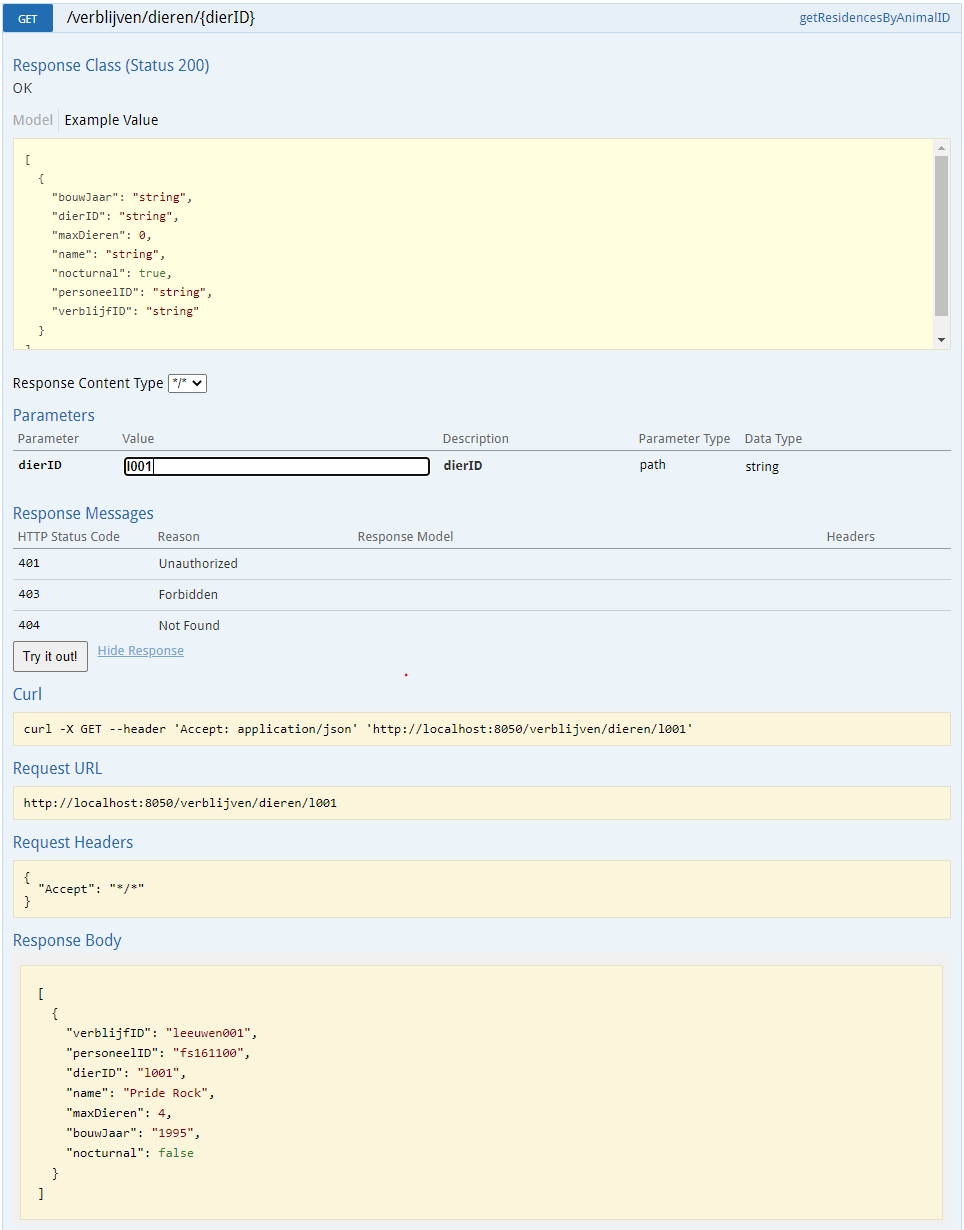 GET /verblijven/dieren/{dierID} getResidencesByAnimalID
Response Class (Status 200)
OK
Model Example Value
[
{
"bouwJaar": "string",
"dierID": "string",
"maxDieren": 0,
"name": "string",
"nocturnal": true,
"personeelID": "string",
"verblijfID": "string"
}
]
Response Content Type */*
Parameters
Parameter Value Description Parameter Type Data Type
dierID l001 dierID path string
Response Messages
HTTP Status Code Reason Response Model Headers
401 Unauthorized
403 Forbidden
404 Not Found
Try it out! Hide Response
Curl
curl -X GET --header 'Accept: application/json' 'http://localhost:8050/verblijven/dieren/l001'
Request URL
http://localhost:8050/verblijven/dieren/l001
Request Headers
{
"Accept": "*/*"
}
Response Body
[
{
"verblijfID": "leeuwen001",
"personeelID": "fs161100",
"dierID": "l001",
"name": "Pride Rock",
"maxDieren": 4,
"bouwJaar": "1995",
"nocturnal": false
}
]